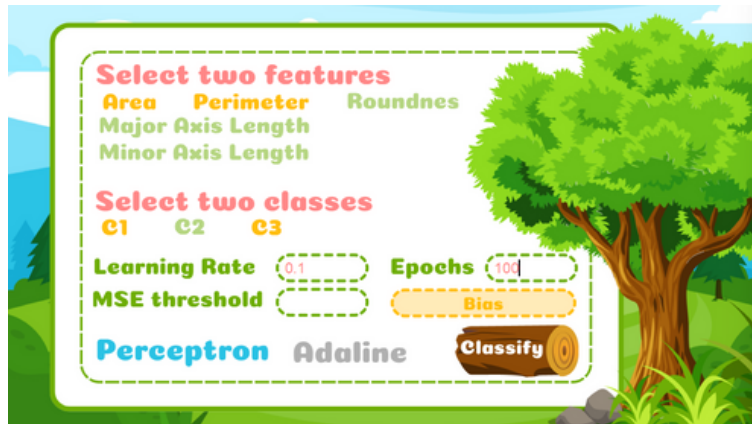 Select two features
Area Perimeter Roundnes
Major Axis Length
Minor Axis Length
Select two classes
C1 C2 C3
Learning Rate 0.1 Epochs 100
MSE threshold Bias
Perceptron Adaline Classify